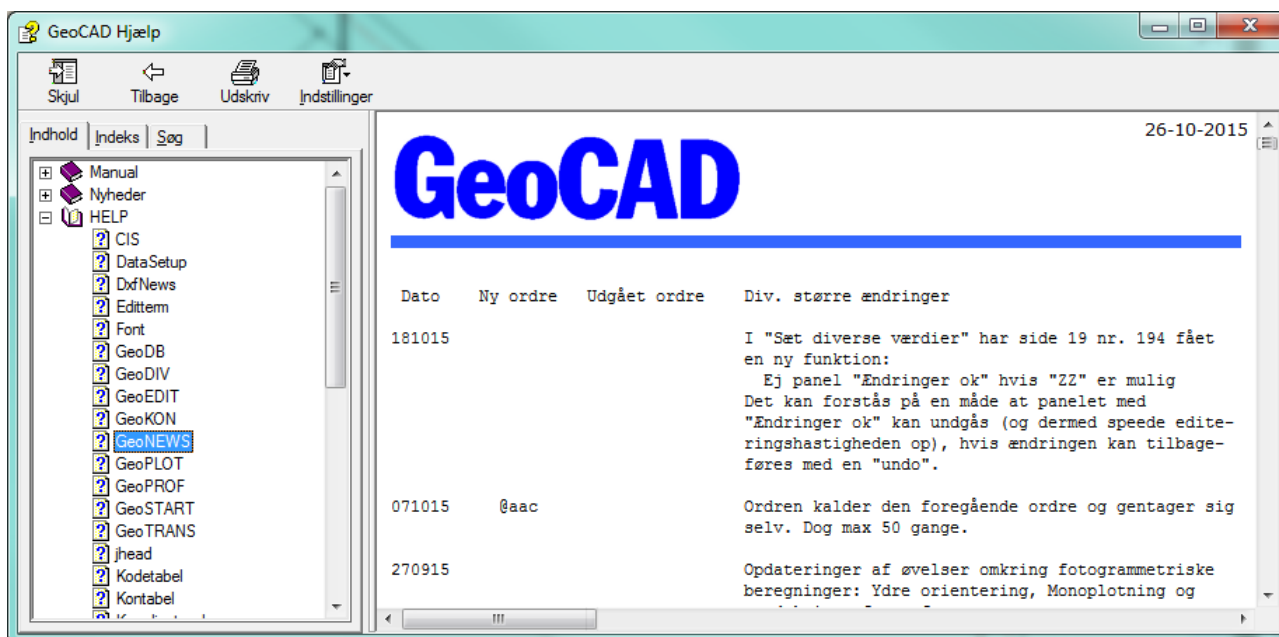 GeoCAD Hjælp
Skjul Tilbage Udskriv Indstillinger
Indhold Indeks Søg
Manual
Nyheder
HELP
CIS
DataSetup
DxfNews
Editterm
Font
GeoDB
GeoDIV
GeoEDIT
GeoKON
GeoNEWS
GeoPLOT
GeoPROF
GeoSTART
GeoTRANS
jhead
Kodetabel
Kontabel
26-10-2015
GeoCAD
Dato Ny ordre Udgået ordre Div. større ændringer
181015 I "Sæt diverse værdier" har side 19 nr. 194 fået
en ny funktion:
Ej panel "Ændringer ok" hvis "ZZ" er mulig
Det kan forstås på en måde at panelet med
"Ændringer ok" kan undgås (og dermed speede edite-
ringshastigheden op), hvis ændringen kan tilbage-
føres med en "undo".
071015 @aac Ordren kalder den foregående ordre og gentager sig
selv. Dog max 50 gange.
270915 Opdateringer af øvelser omkring fotogrammetriske
beregninger: Ydre orientering, Monoplotning og